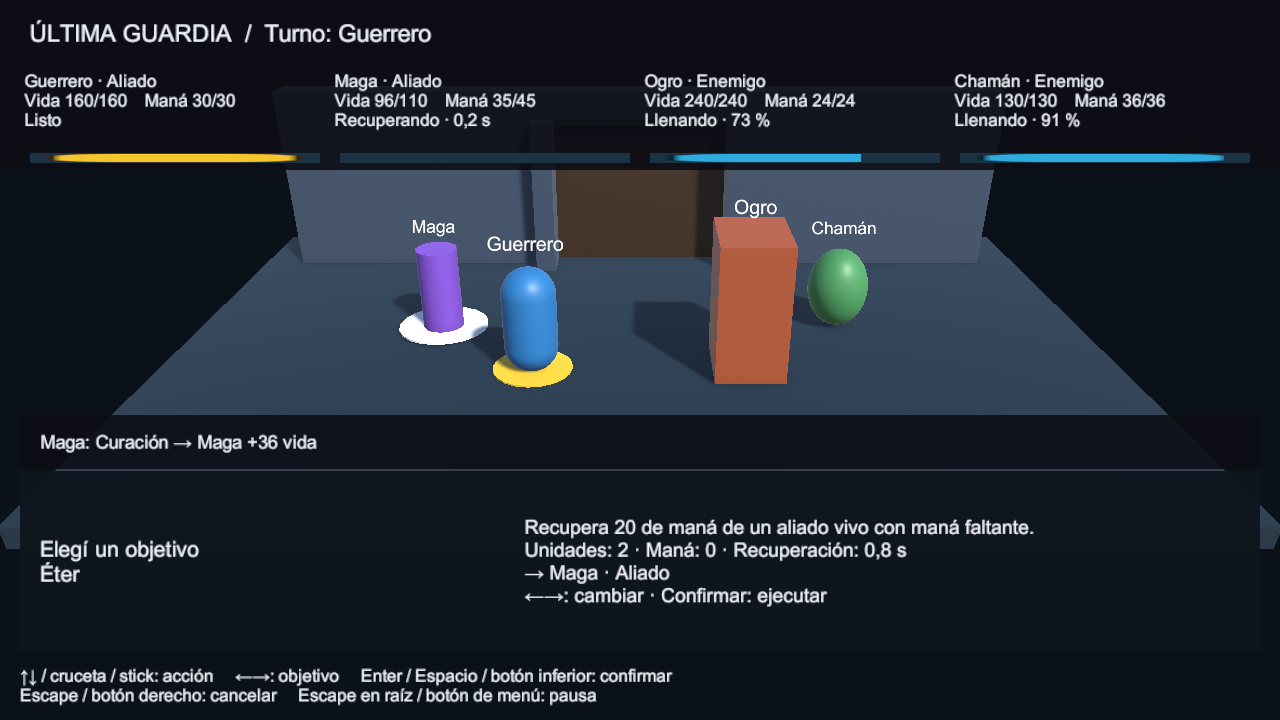 ÚLTIMA GUARDIA / Turno: Guerrero
Guerrero · Aliado
Vida 160/160 Maná 30/30
Listo
Maga · Aliado
Vida 96/110 Maná 35/45
Recuperando · 0,2 s
Ogro · Enemigo
Vida 240/240 Maná 24/24
Llenando · 73 %
Chamán · Enemigo
Vida 130/130 Maná 36/36
Llenando · 91 %
Maga
Guerrero
Ogro
Chamán
Maga: Curación → Maga +36 vida
Elegí un objetivo
Éter
Recupera 20 de maná de un aliado vivo con maná faltante.
Unidades: 2 · Maná: 0 · Recuperación: 0,8 s
→ Maga · Aliado
←→: cambiar · Confirmar: ejecutar
↑↓ / cruceta / stick: acción ←→: objetivo Enter / Espacio / botón inferior: confirmar
Escape / botón derecho: cancelar Escape en raíz / botón de menú: pausa